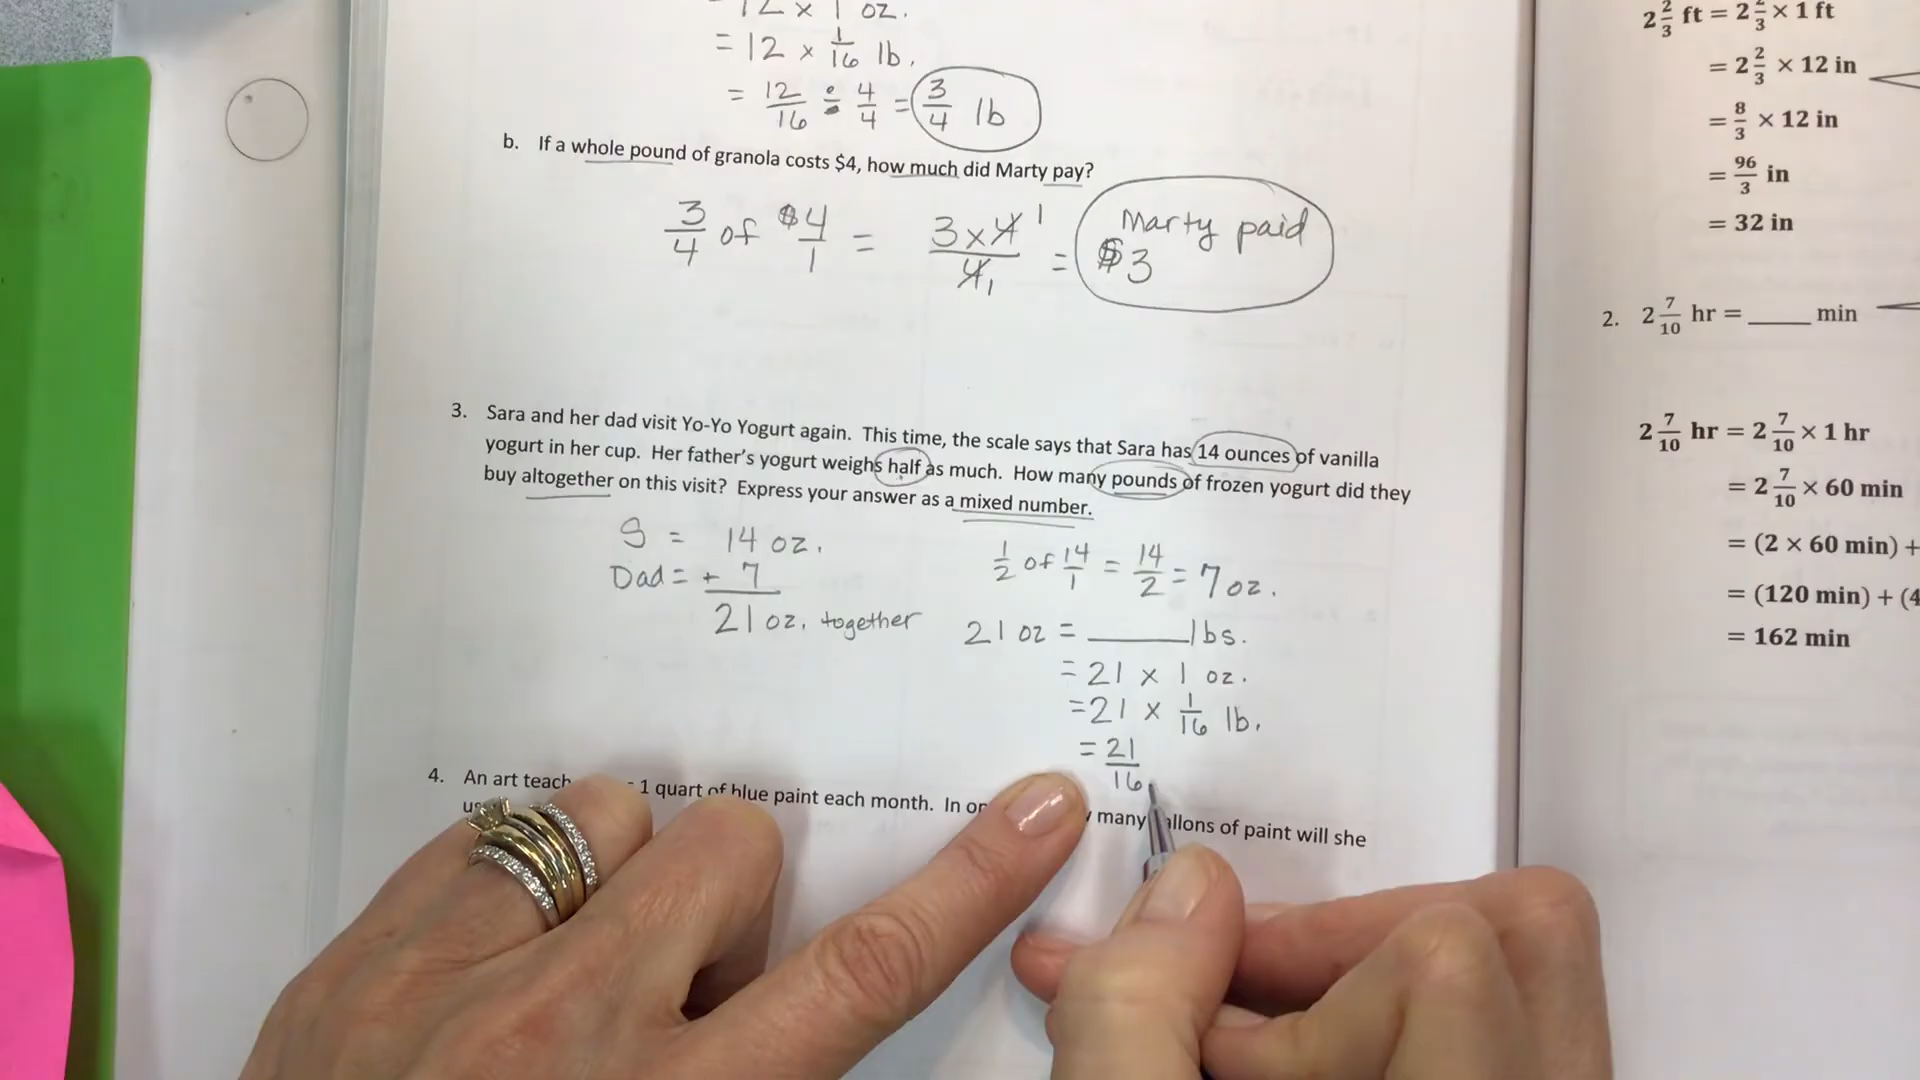 = 12 x 1 oz.
= 12 x 1/16 lb.
= 12/16 ÷ 4/4 = 3/4 lb
b. If a whole pound of granola costs $4, how much did Marty pay?
3/4 of $4/1 = 3 x 4 1 / 4 1 = Marty paid $3
3. Sara and her dad visit Yo-Yo Yogurt again. This time, the scale says that Sara has 14 ounces of vanilla
yogurt in her cup. Her father's yogurt weighs half as much. How many pounds of frozen yogurt did they
buy altogether on this visit? Express your answer as a mixed number.
S = 14 oz.
Dad = + 7
21 oz. together
1/2 of 14/1 = 14/2 = 7 oz.
21 oz = ______ lbs.
= 21 x 1 oz.
= 21 x 1/16 lb.
= 21/16
4. An art teach 1 quart of blue paint each month. In many gallons of paint will she
2 2/3 ft = 2 2/3 × 1 ft
= 2 2/3 × 12 in
= 8/3 × 12 in
= 96/3 in
= 32 in
2. 2 7/10 hr = _____ min
2 7/10 hr = 2 7/10 × 1 hr
= 2 7/10 × 60 min
= (2 × 60 min) +
= (120 min) + (4
= 162 min